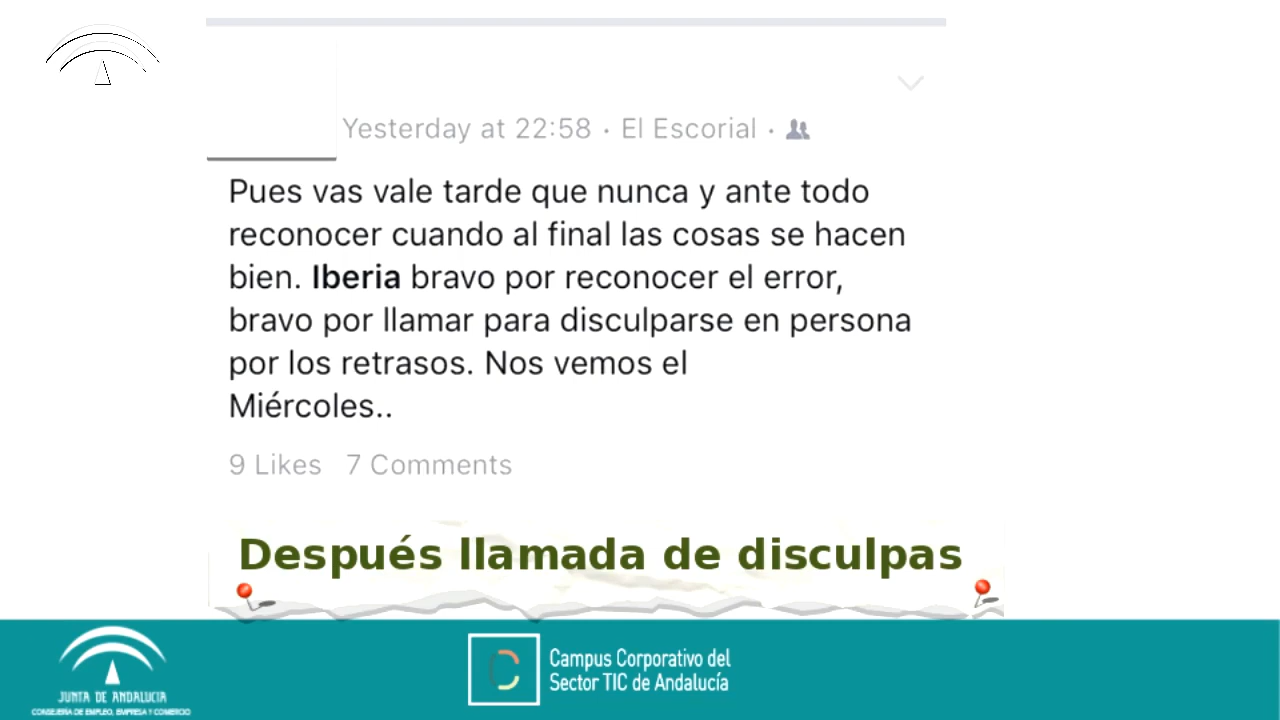 Yesterday at 22:58 · El Escorial ·
Pues vas vale tarde que nunca y ante todo
reconocer cuando al final las cosas se hacen
bien. Iberia bravo por reconocer el error,
bravo por llamar para disculparse en persona
por los retrasos. Nos vemos el
Miércoles..
9 Likes 7 Comments
Después llamada de disculpas
JUNTA DE ANDALUCIA
CONSEJERÍA DE EMPLEO, EMPRESA Y COMERCIO
Campus Corporativo del
Sector TIC de Andalucía